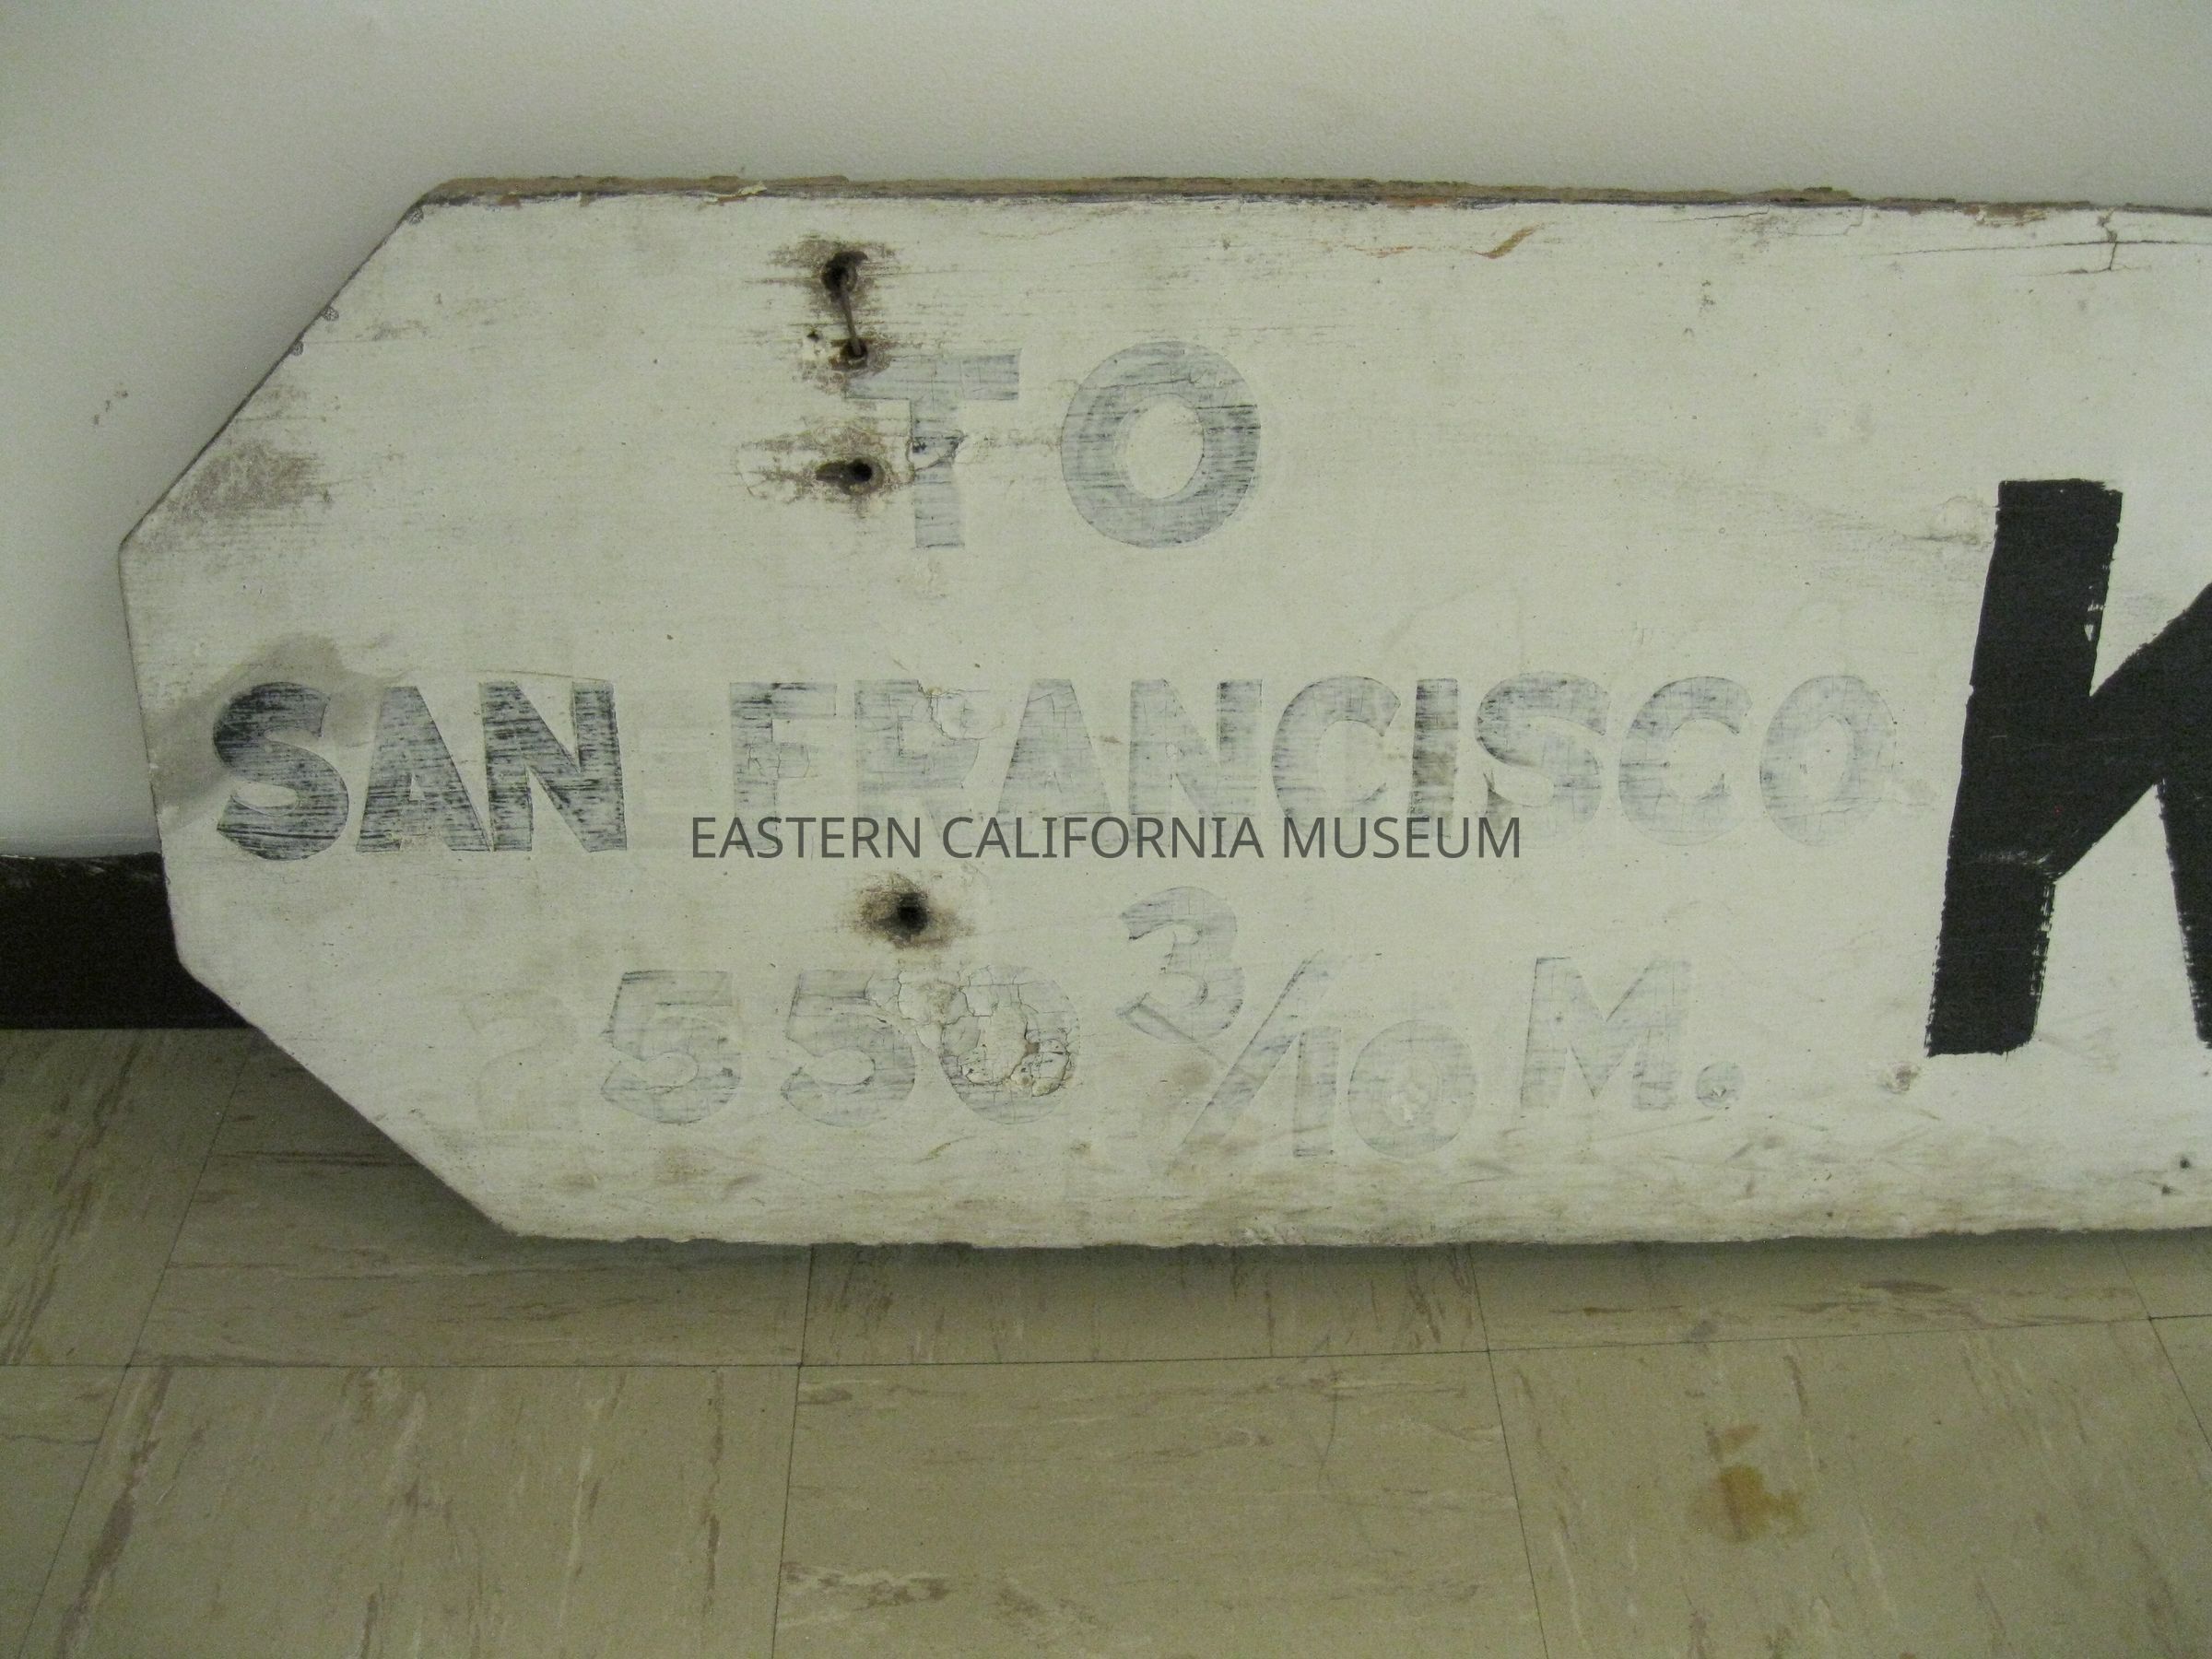 TO
SAN FRANCISCO
EASTERN CALIFORNIA MUSEUM
550 3/10 M.
K